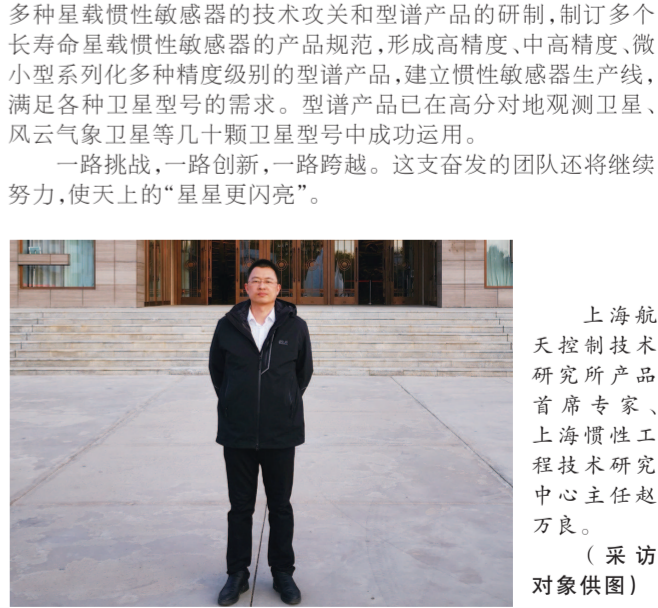 多种星载惯性敏感器的技术攻关和型谱产品的研制,制订多个
长寿命星载惯性敏感器的产品规范,形成高精度、中高精度、微
小型系列化多种精度级别的型谱产品,建立惯性敏感器生产线,
满足各种卫星型号的需求。型谱产品已在高分对地观测卫星、
风云气象卫星等几十颗卫星型号中成功运用。
一路挑战,一路创新,一路跨越。这支奋发的团队还将继续
努力,使天上的“星星更闪亮”。
上海航
天控制技术
研究所产品
首席专家、
上海惯性工
程技术研究
中心主任赵
万良。
（采访
对象供图）